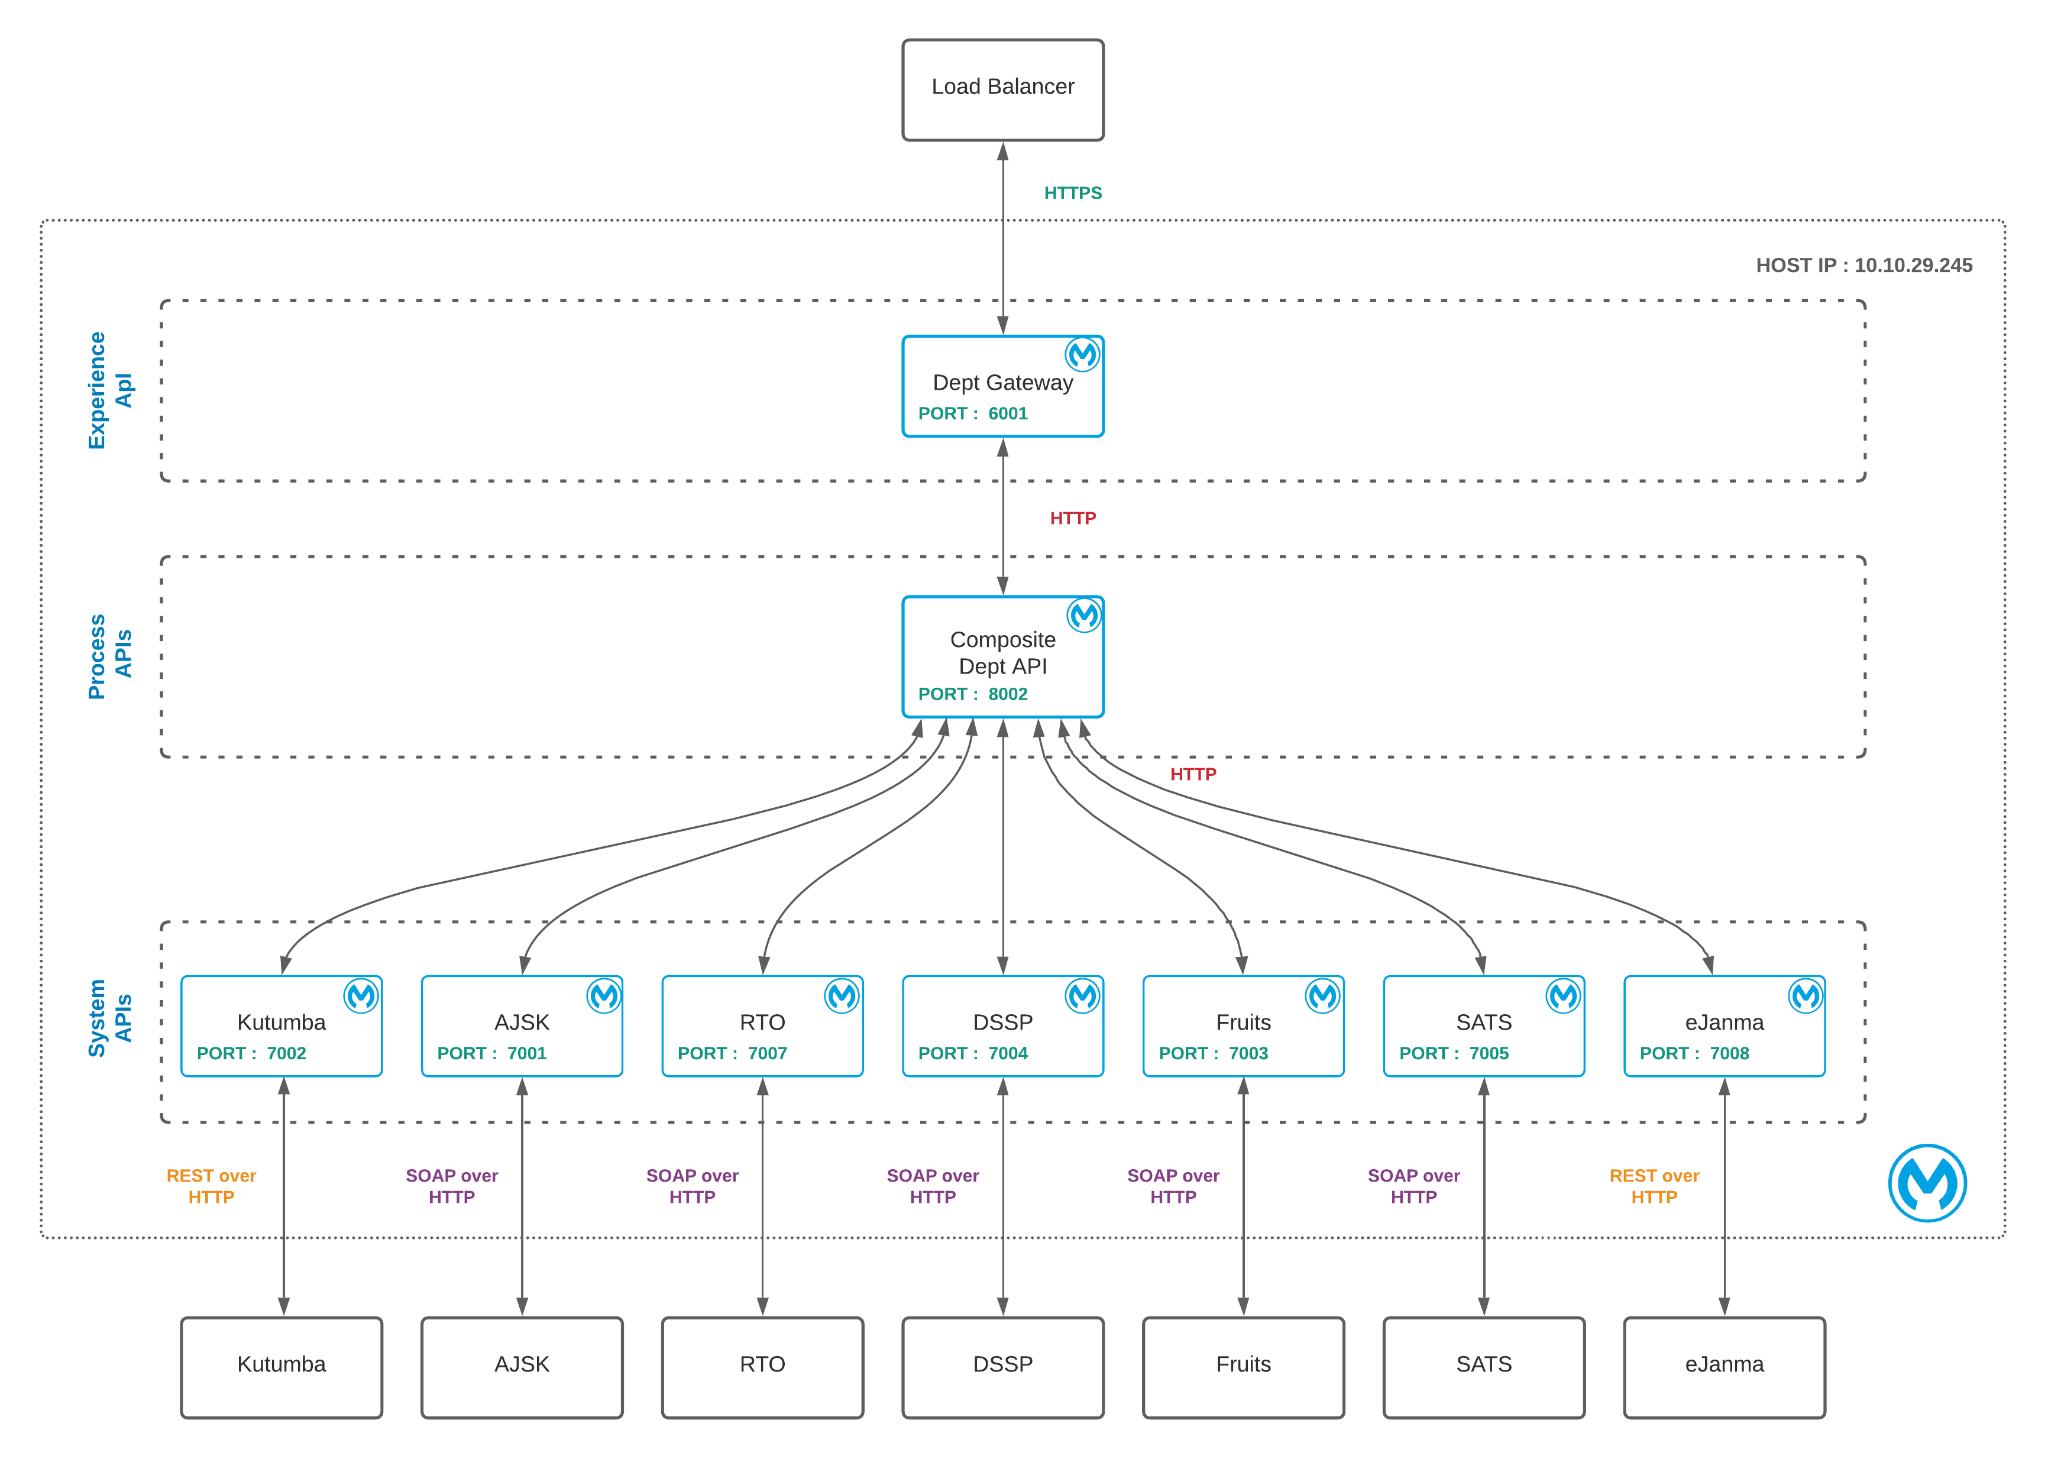 Load Balancer
HTTPS
HOST IP : 10.10.29.245
Experience
ApI
Dept Gateway
PORT : 6001
HTTP
Process
APIs
Composite
Dept API
PORT : 8002
HTTP
System
APIs
Kutumba
PORT : 7002
AJSK
PORT : 7001
RTO
PORT : 7007
DSSP
PORT : 7004
Fruits
PORT : 7003
SATS
PORT : 7005
eJanma
PORT : 7008
REST over
HTTP
SOAP over
HTTP
SOAP over
HTTP
SOAP over
HTTP
SOAP over
HTTP
SOAP over
HTTP
REST over
HTTP
Kutumba
AJSK
RTO
DSSP
Fruits
SATS
eJanma